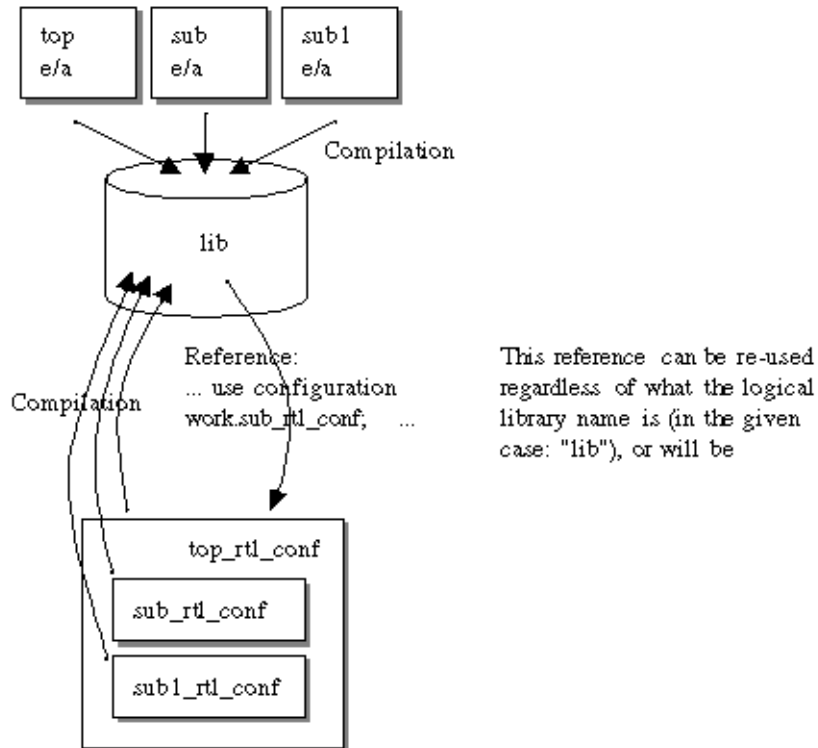 top
e/a
sub
e/a
sub1
e/a
Compilation
lib
Reference:
... use configuration
work.sub_rtl_conf; ...
This reference can be re-used
regardless of what the logical
library name is (in the given
case: "lib"), or will be
Compilation
top_rtl_conf
sub_rtl_conf
sub1_rtl_conf